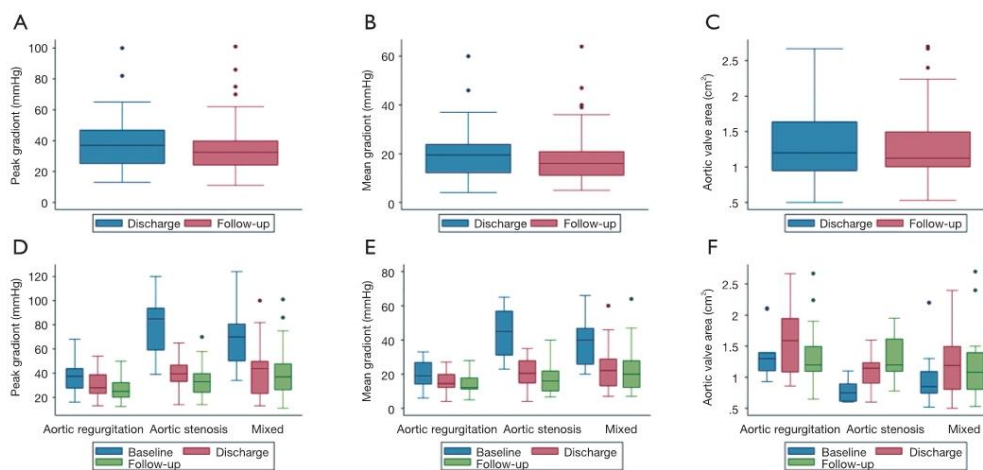 A
Peak gradiont (mmHg)
100
80
60
40
20
0
Discharge Follow-up
B
Mean gradiont (mmHg)
60
40
20
0
Discharge Follow-up
C
Aortic valve area (cm²)
2.5
2
1.5
1
.5
Discharge Follow-up
D
Peak gradiont (mmHg)
120
100
80
60
40
20
Aortic regurgitation Aortic stenosis Mixed
Baseline Discharge
Follow-up
E
Mean gradiont (mmHg)
80
60
40
20
0
Aortic regurgitation Aortic stenosis Mixed
Baseline Discharge
Follow-up
F
Aortic valve area (cm²)
2.5
2
1.5
1
.5
Aortic regurgitation Aortic stenosis Mixed
Baseline Discharge
Follow-up